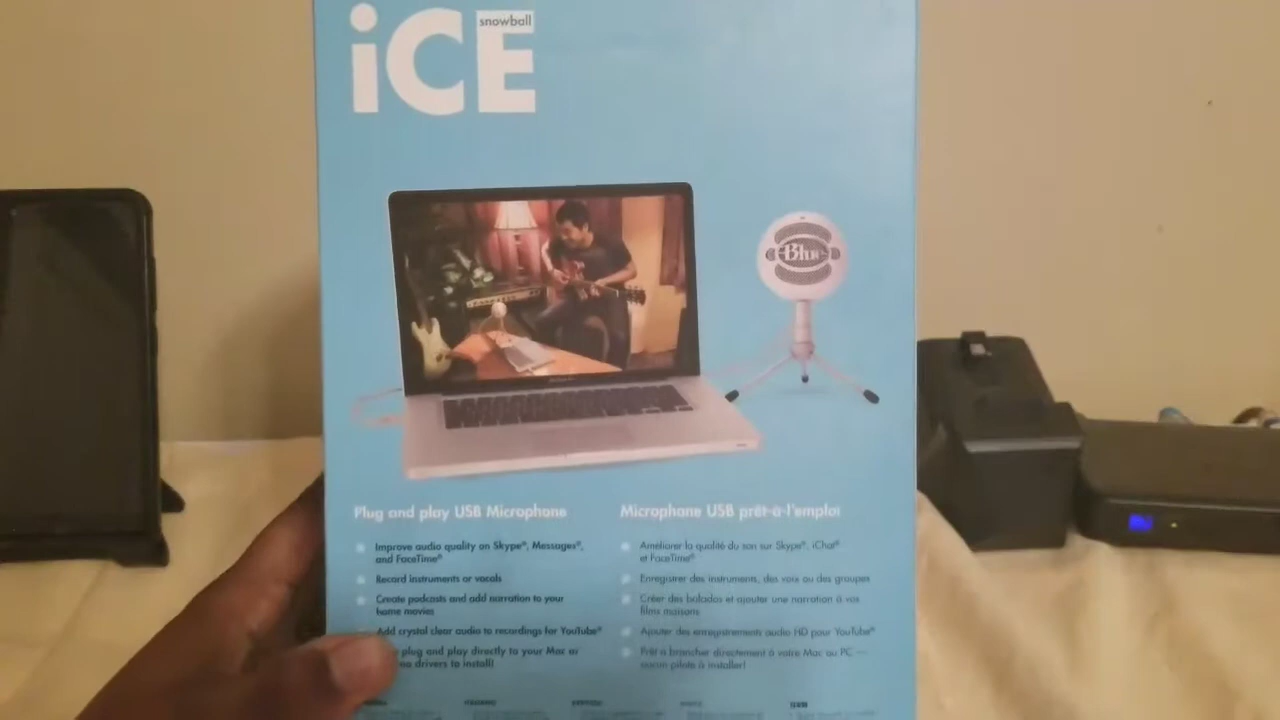 snowball
iCE
Blue
Plug and play USB Microphone
Improve audio quality on Skype®, Messages®,
and FaceTime®
Record instruments or vocals
Create podcasts and add narration to your
home movies
Add crystal clear audio to recordings for YouTube®
plug and play directly to your Mac or
drivers to install!
Microphone USB prêt-à-l'emploi
Améliorer la qualité du son sur Skype®, iChat®
et FaceTime®
Enregistrer des instruments, des voix ou des groupes
Créer des balados et ajouter une narration à vos
films maisons
Ajouter des enregistrements audio HD pour YouTube®
Prêt a brancher directement à votre Mac ou PC —
aucun pilote à installer!